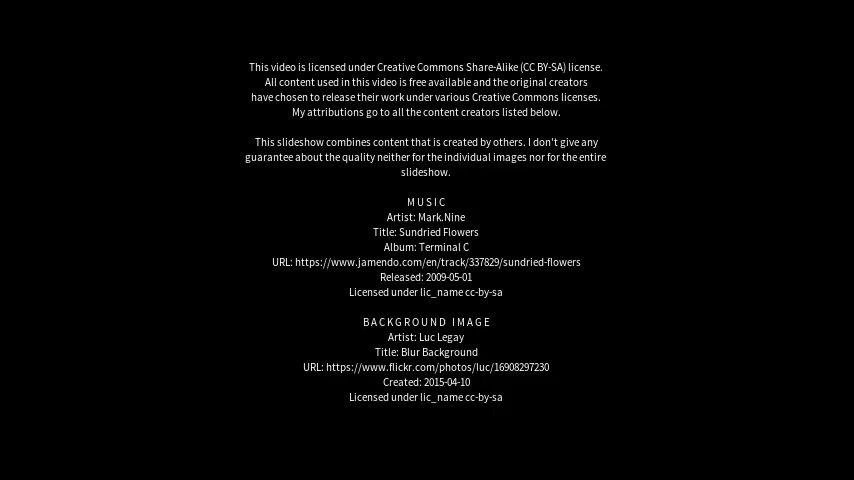 This video is licensed under Creative Commons Share-Alike (CC BY-SA) license.
All content used in this video is free available and the original creators
have chosen to release their work under various Creative Commons licenses.
My attributions go to all the content creators listed below.
This slideshow combines content that is created by others. I don't give any
guarantee about the quality neither for the individual images nor for the entire
slideshow.
MUSIC
Artist: Mark.Nine
Title: Sundried Flowers
Album: Terminal C
URL: https://www.jamendo.com/en/track/337829/sundried-flowers
Released: 2009-05-01
Licensed under lic_name cc-by-sa
BACKGROUND IMAGE
Artist: Luc Legay
Title: Blur Background
URL: https://www.flickr.com/photos/luc/16908297230
Created: 2015-04-10
Licensed under lic_name cc-by-sa